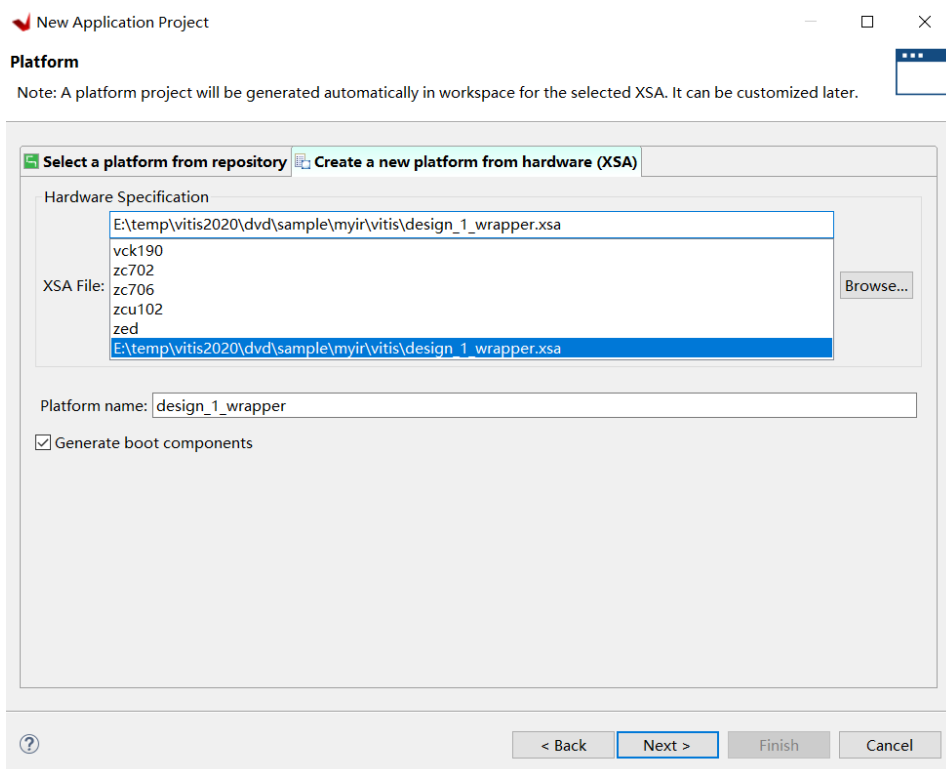 New Application Project
Platform
Note: A platform project will be generated automatically in workspace for the selected XSA. It can be customized later.
Select a platform from repository
Create a new platform from hardware (XSA)
Hardware Specification
E:\temp\vitis2020\dvd\sample\myir\vitis\design_1_wrapper.xsa
vck190
zc702
XSA File:
zc706
Browse...
zcu102
zed
E:\temp\vitis2020\dvd\sample\myir\vitis\design_1_wrapper.xsa
Platform name: design_1_wrapper
Generate boot components
? < Back Next > Finish Cancel